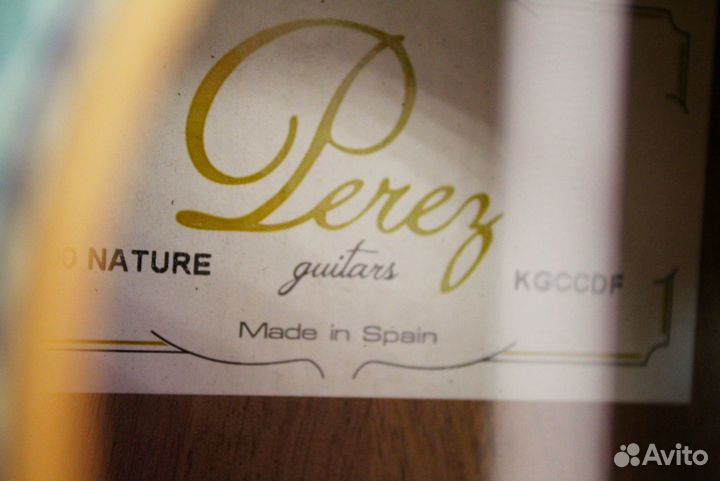 Perez
NATURE
guitars
KGCCDF
Made in Spain
Avito